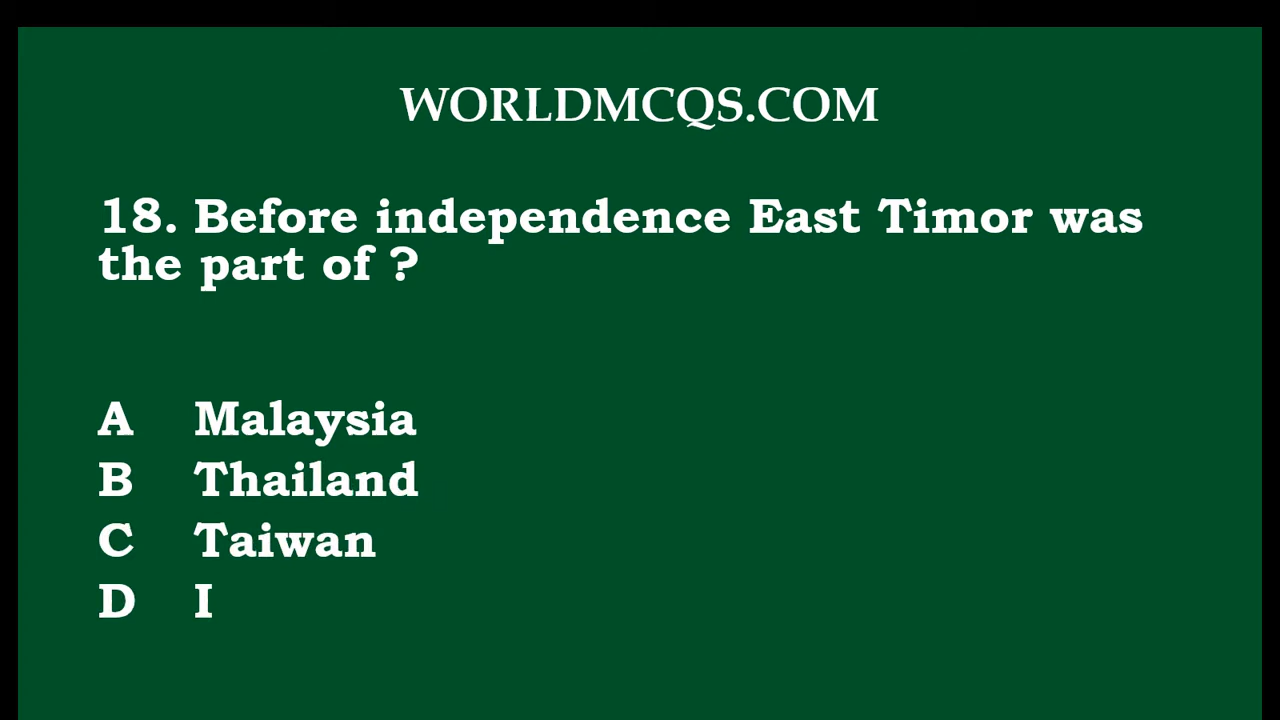 WORLDMCQS.COM
18. Before independence East Timor was
the part of ?
A Malaysia
B Thailand
C Taiwan
D I